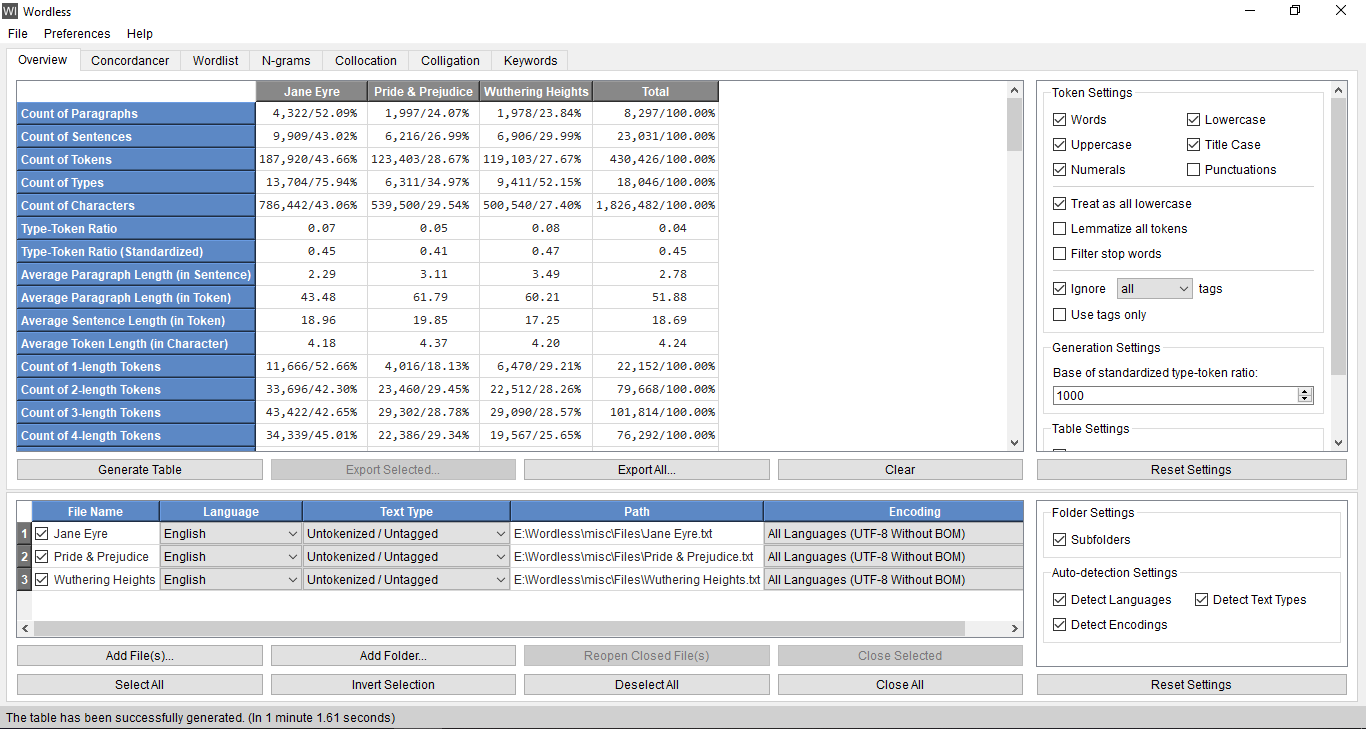 WI Wordless
File Preferences Help
Overview Concordancer Wordlist N-grams Collocation Colligation Keywords
Jane Eyre Pride & Prejudice Wuthering Heights Total
Count of Paragraphs 4,322/52.09% 1,997/24.07% 1,978/23.84% 8,297/100.00%
Count of Sentences 9,909/43.02% 6,216/26.99% 6,906/29.99% 23,031/100.00%
Count of Tokens 187,920/43.66% 123,403/28.67% 119,103/27.67% 430,426/100.00%
Count of Types 13,704/75.94% 6,311/34.97% 9,411/52.15% 18,046/100.00%
Count of Characters 786,442/43.06% 539,500/29.54% 500,540/27.40% 1,826,482/100.00%
Type-Token Ratio 0.07 0.05 0.08 0.04
Type-Token Ratio (Standardized) 0.45 0.41 0.47 0.45
Average Paragraph Length (in Sentence) 2.29 3.11 3.49 2.78
Average Paragraph Length (in Token) 43.48 61.79 60.21 51.88
Average Sentence Length (in Token) 18.96 19.85 17.25 18.69
Average Token Length (in Character) 4.18 4.37 4.20 4.24
Count of 1-length Tokens 11,666/52.66% 4,016/18.13% 6,470/29.21% 22,152/100.00%
Count of 2-length Tokens 33,696/42.30% 23,460/29.45% 22,512/28.26% 79,668/100.00%
Count of 3-length Tokens 43,422/42.65% 29,302/28.78% 29,090/28.57% 101,814/100.00%
Count of 4-length Tokens 34,339/45.01% 22,386/29.34% 19,567/25.65% 76,292/100.00%
Generate Table Export Selected... Export All... Clear
Token Settings
Words Lowercase
Uppercase Title Case
Numerals Punctuations
Treat as all lowercase
Lemmatize all tokens
Filter stop words
Ignore all tags
Use tags only
Generation Settings
Base of standardized type-token ratio:
1000
Table Settings
Reset Settings
File Name Language Text Type Path Encoding
1 Jane Eyre English Untokenized / Untagged E:\Wordless\misc\Files\Jane Eyre.txt All Languages (UTF-8 Without BOM)
2 Pride & Prejudice English Untokenized / Untagged E:\Wordless\misc\Files\Pride & Prejudice.txt All Languages (UTF-8 Without BOM)
3 Wuthering Heights English Untokenized / Untagged E:\Wordless\misc\Files\Wuthering Heights.txt All Languages (UTF-8 Without BOM)
Add File(s)... Add Folder... Reopen Closed File(s) Close Selected
Select All Invert Selection Deselect All Close All
Folder Settings
Subfolders
Auto-detection Settings
Detect Languages Detect Text Types
Detect Encodings
Reset Settings
The table has been successfully generated. (In 1 minute 1.61 seconds)